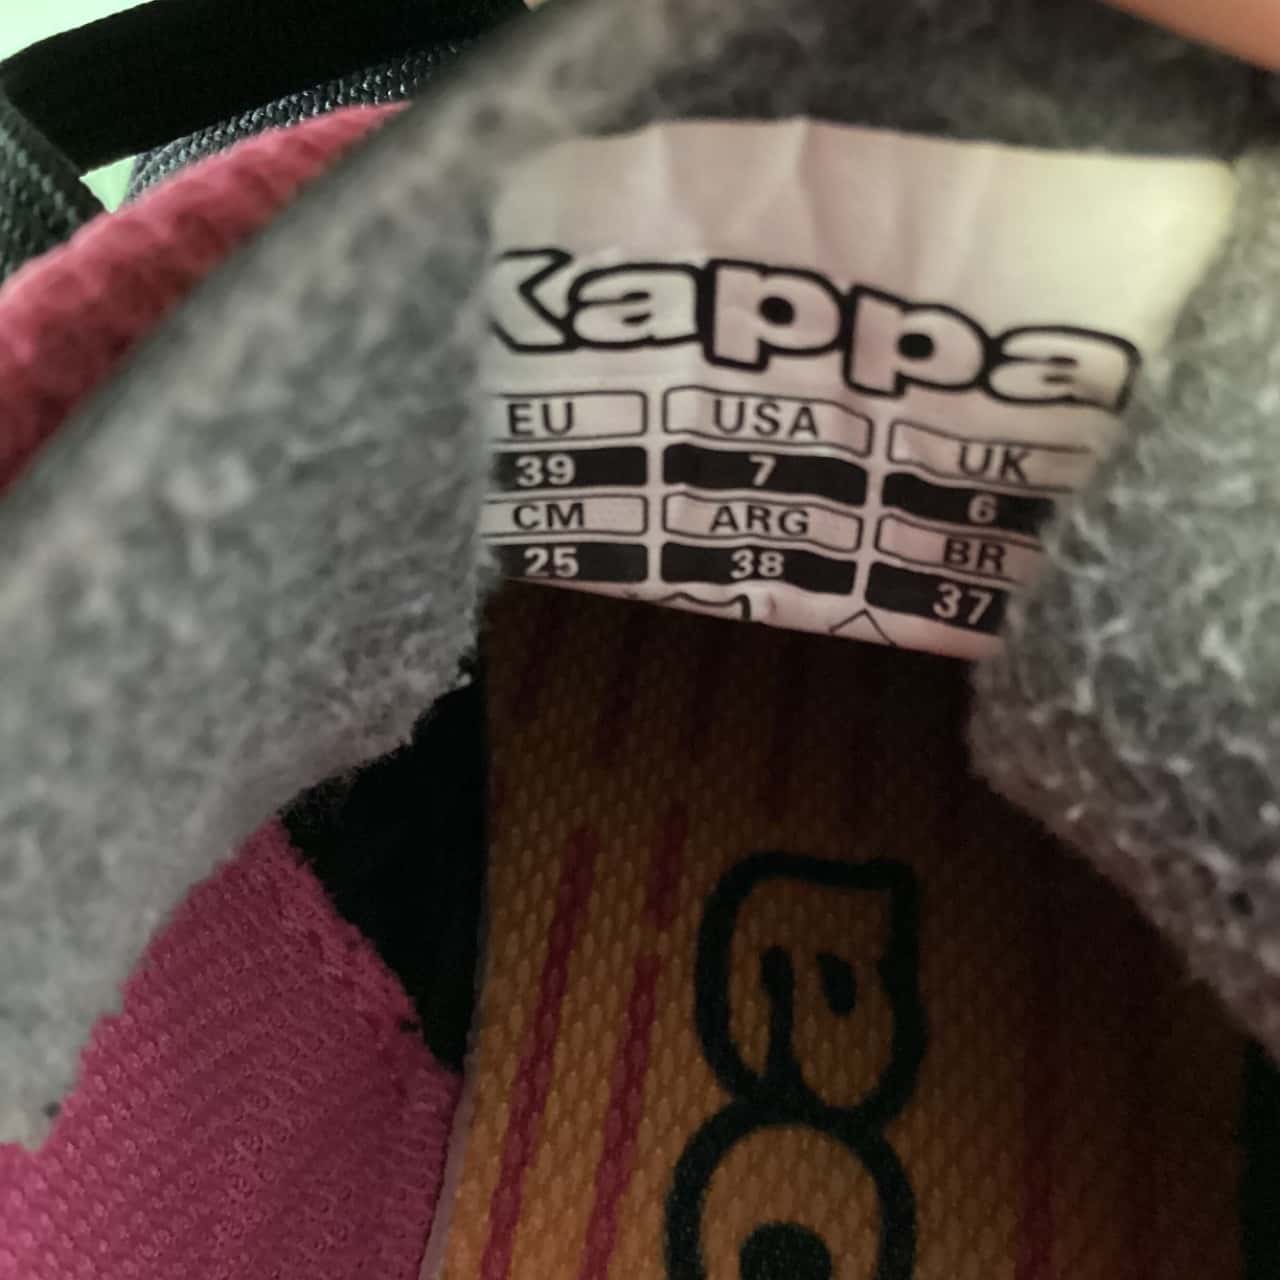 Kappa
EU USA UK
39 7 6
CM ARG BR
25 38 37